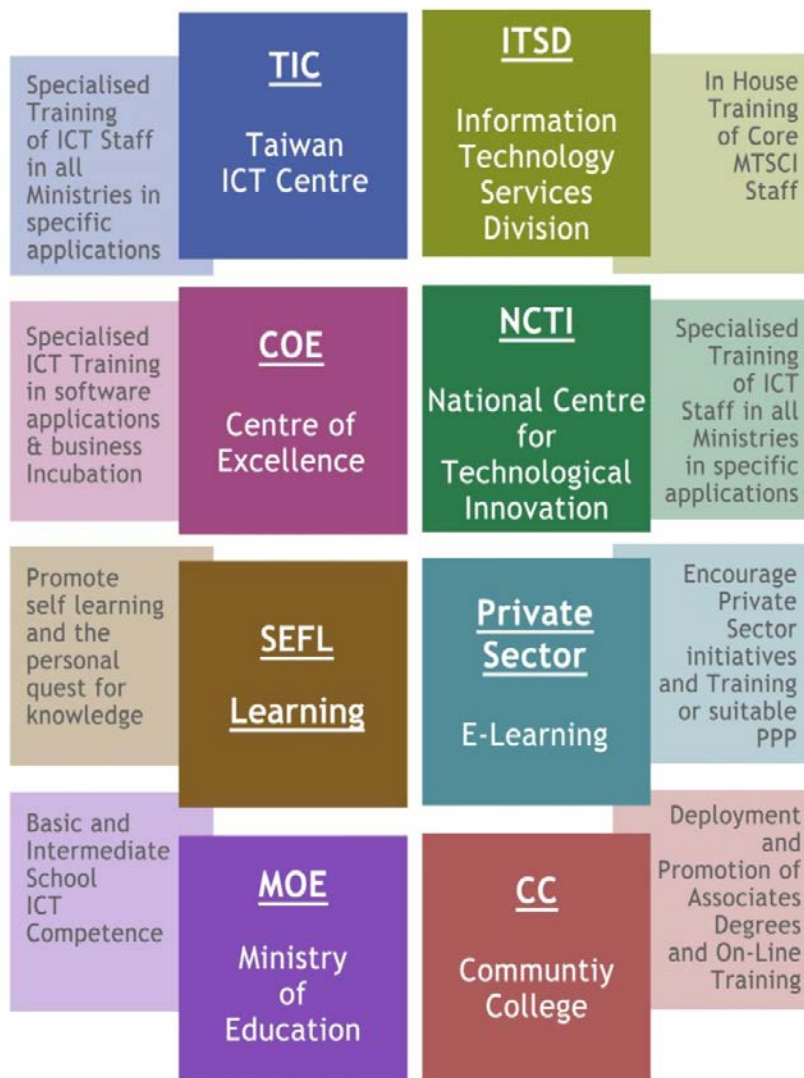 TIC
Taiwan
ICT Centre
Specialised
Training
of ICT Staff
in all
Ministries in
specific
applications
ITSD
Information
Technology
Services
Division
In House
Training
of Core
MTSCI
Staff
COE
Centre of
Excellence
Specialised
ICT Training
in software
applications
& business
Incubation
NCTI
National Centre
for
Technological
Innovation
Specialised
Training
of ICT
Staff in all
Ministries
in specific
applications
SEFL
Learning
Promote
self learning
and the
personal
quest for
knowledge
Private
Sector
E-Learning
Encourage
Private
Sector
initiatives
and Training
or suitable
PPP
MOE
Ministry
of
Education
Basic and
Intermediate
School
ICT
Competence
CC
Communtiy
College
Deployment
and
Promotion of
Associates
Degrees
and On-Line
Training